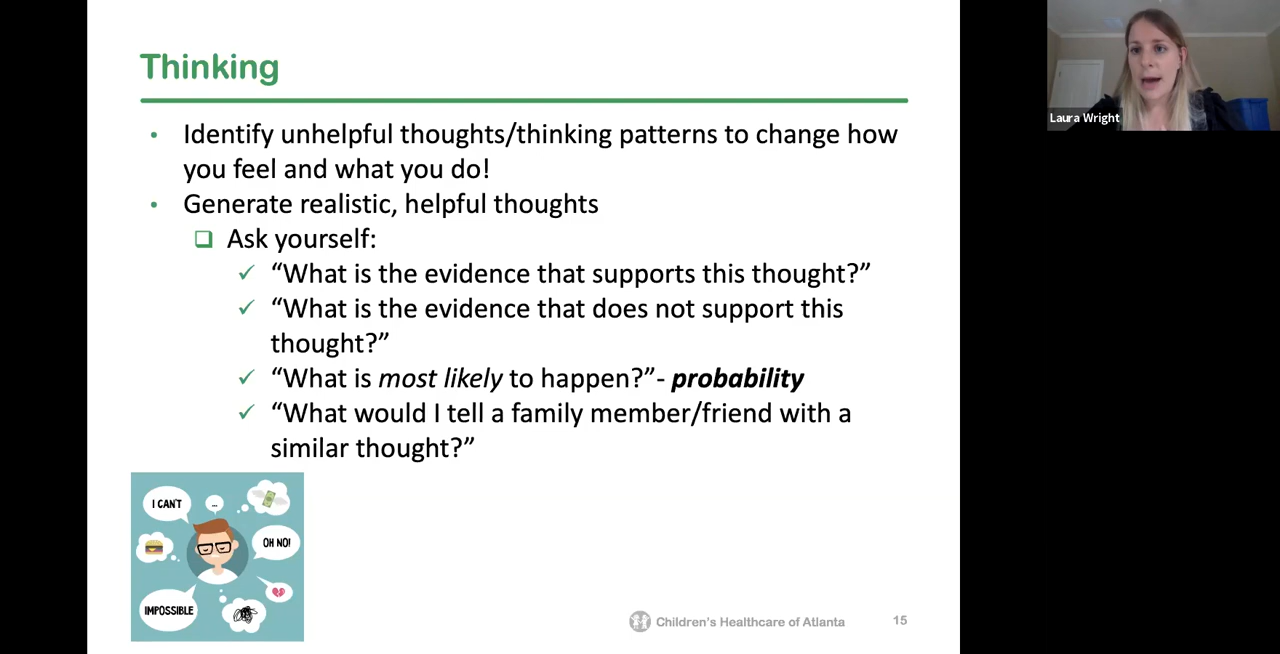 Thinking
• Identify unhelpful thoughts/thinking patterns to change how
you feel and what you do!
• Generate realistic, helpful thoughts
❑ Ask yourself:
✓ “What is the evidence that supports this thought?”
✓ “What is the evidence that does not support this
thought?”
✓ “What is most likely to happen?”- probability
✓ “What would I tell a family member/friend with a
similar thought?”
I CAN'T
...
OH NO!
IMPOSSIBLE
Children's Healthcare of Atlanta
15
Laura Wright